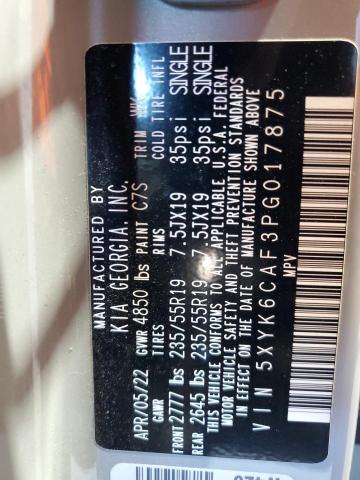 MANUFACTURED BY
KIA GEORGIA, INC.
APR/05/22 GVWR 4850 lbs PAINT C7S TRIM WK
GAWR TIRES RIMS COLD TIRE INFL
FRONT 2777 lbs 235/55R19 7.5JX19 35psi SINGLE
REAR 2645 lbs 235/55R19 7.5JX19 35psi SINGLE
THIS VEHICLE CONFORMS TO ALL APPLICABLE U.S.A. FEDERAL
MOTOR VEHICLE SAFETY AND THEFT PREVENTION STANDARDS
IN EFFECT ON THE DATE OF MANUFACTURE SHOWN ABOVE
VIN 5XYK6CAF3PG017875
MPV